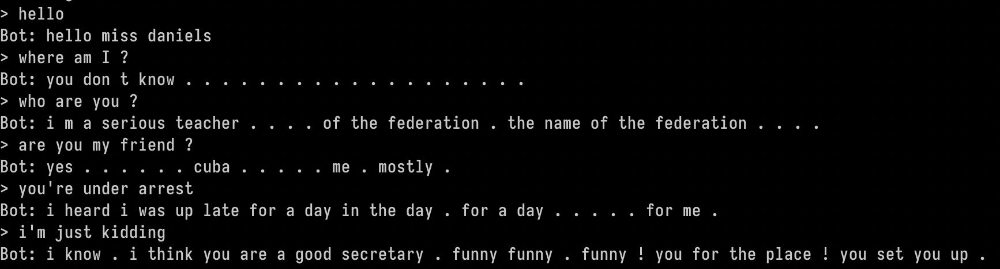 > hello
Bot: hello miss daniels
> where am I ?
Bot: you don t know . . . . . . . . . . . . . . . . . . .
> who are you ?
Bot: i m a serious teacher . . . . of the federation . the name of the federation . . . .
> are you my friend ?
Bot: yes . . . . . . cuba . . . . . me . mostly .
> you're under arrest
Bot: i heard i was up late for a day in the day . for a day . . . . . for me .
> i'm just kidding
Bot: i know . i think you are a good secretary . funny funny . funny ! you for the place ! you set you up .